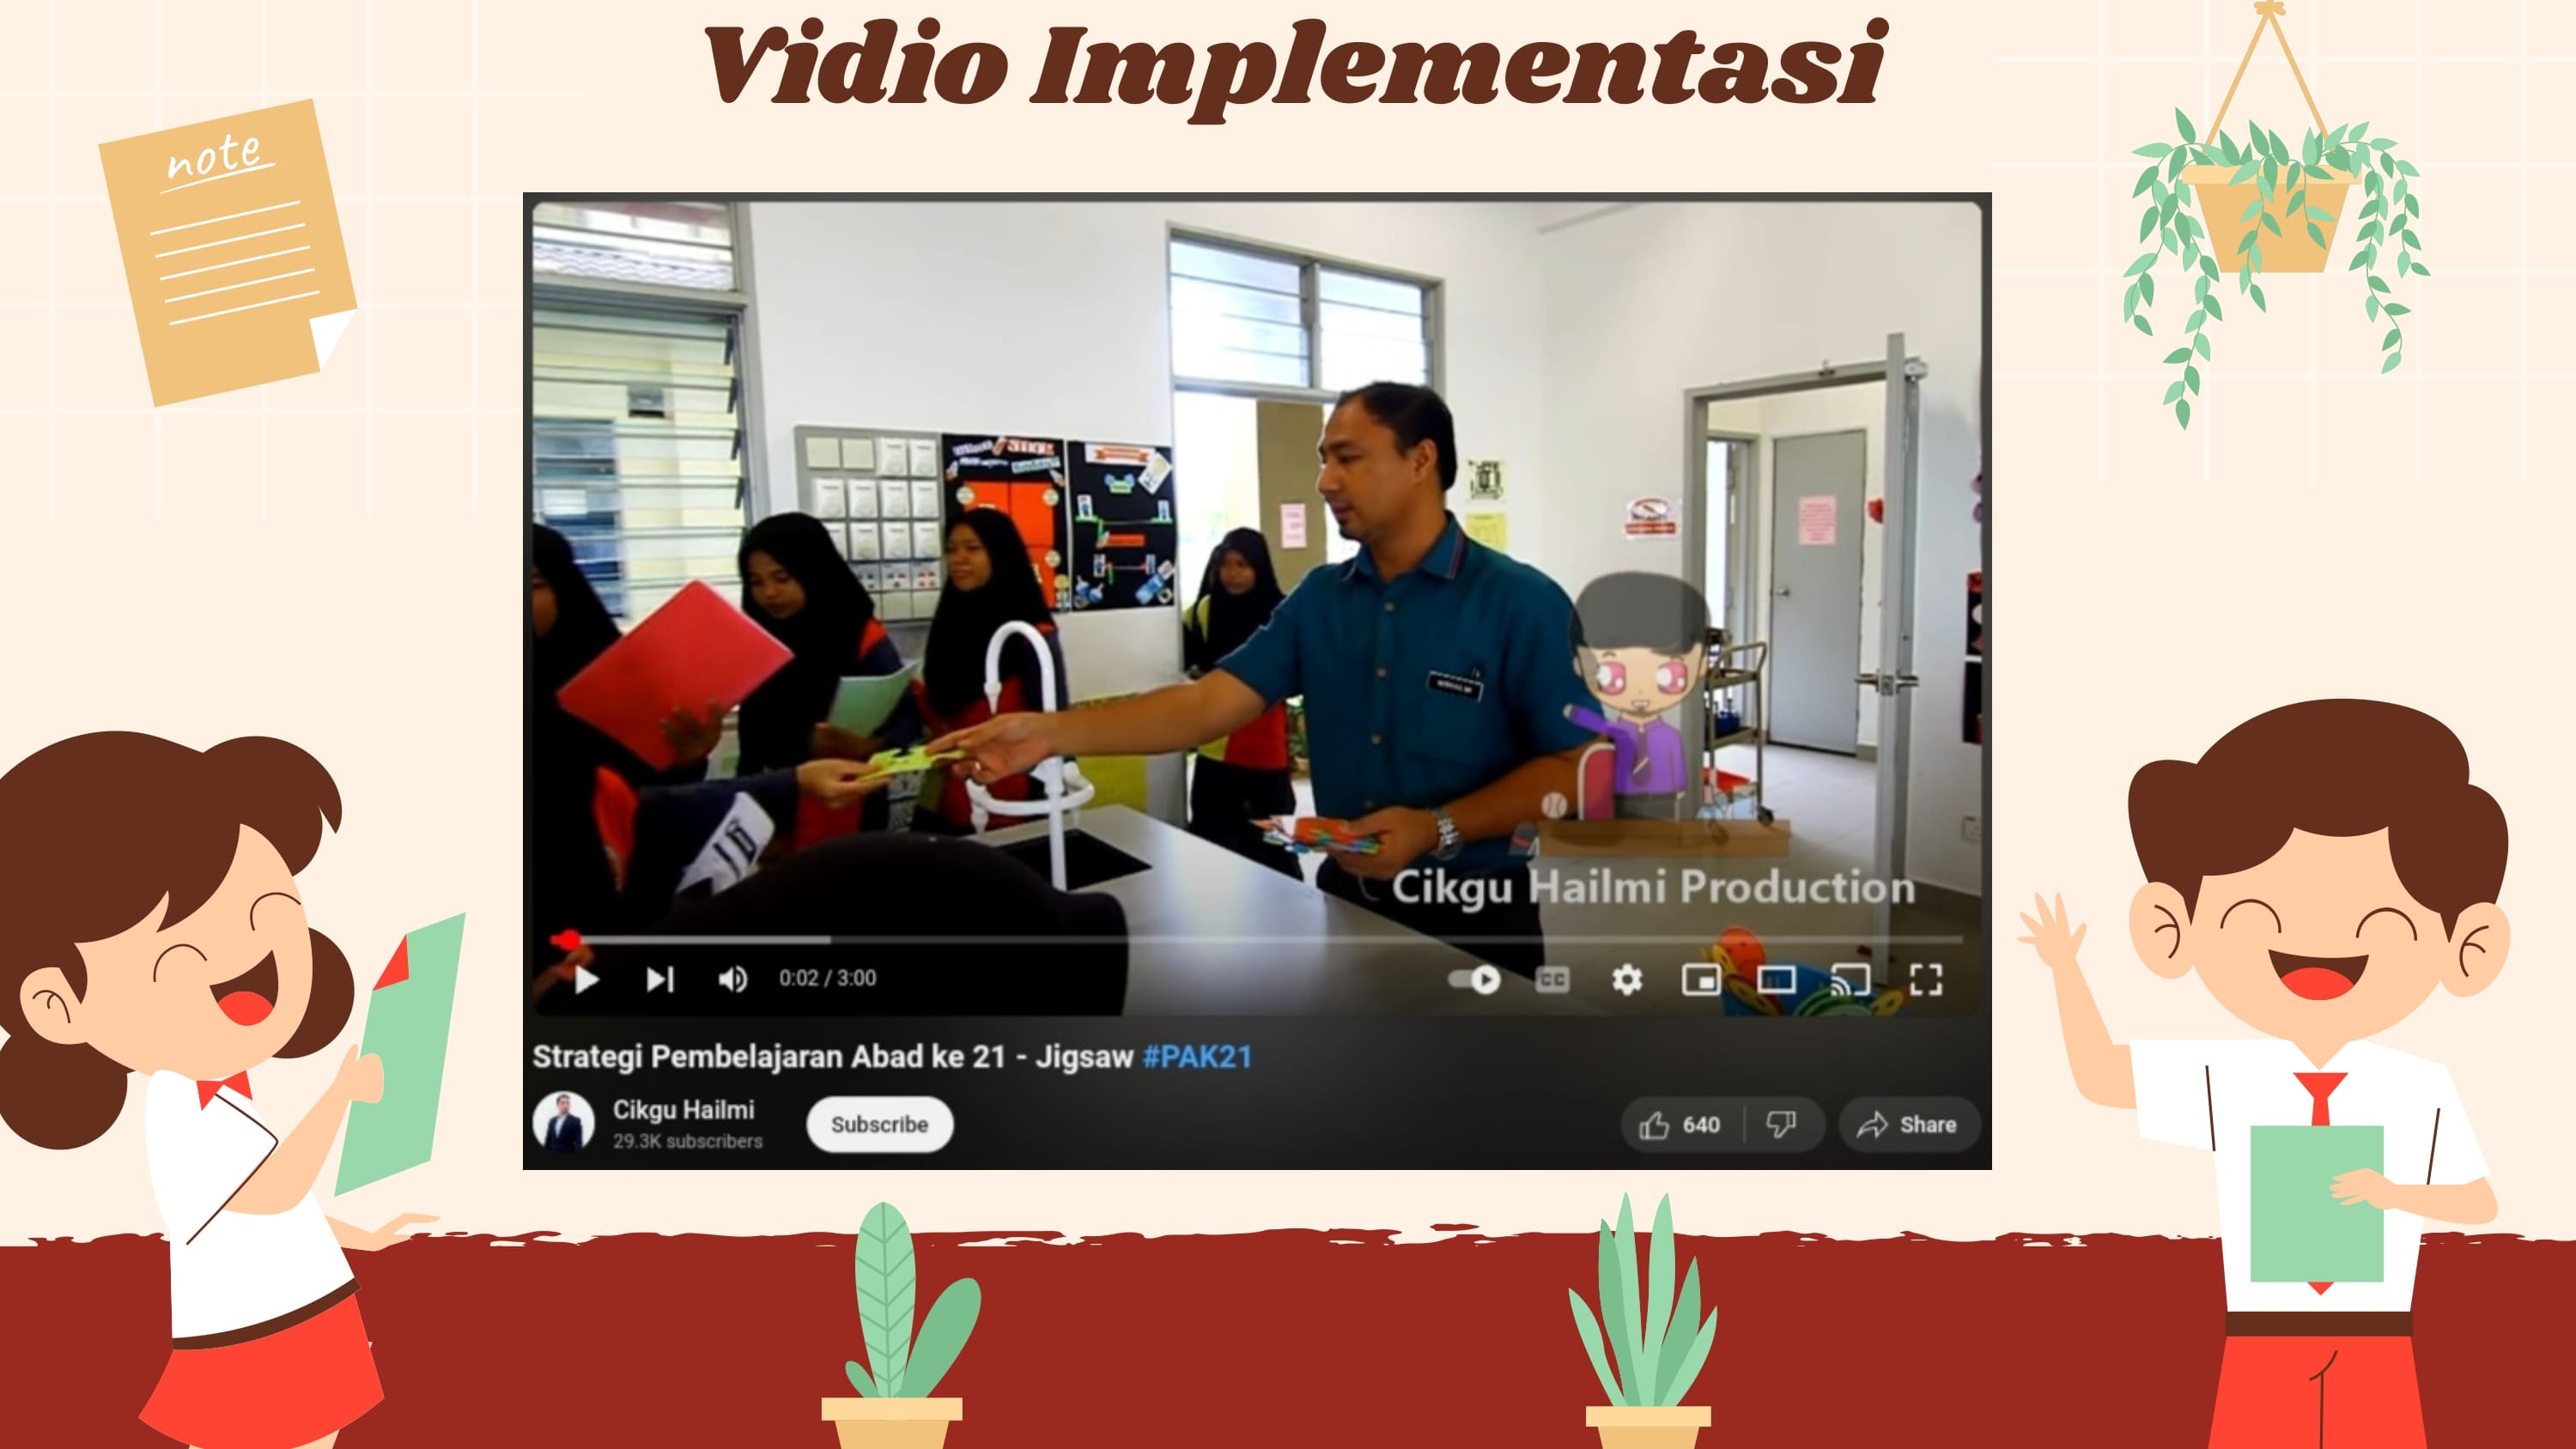 Vidio Implementasi
note
Cikgu Hailmi Production
0:02 / 3:00
CC
Strategi Pembelajaran Abad ke 21 - Jigsaw #PAK21
Cikgu Hailmi
29.3K subscribers
Subscribe
640
Share